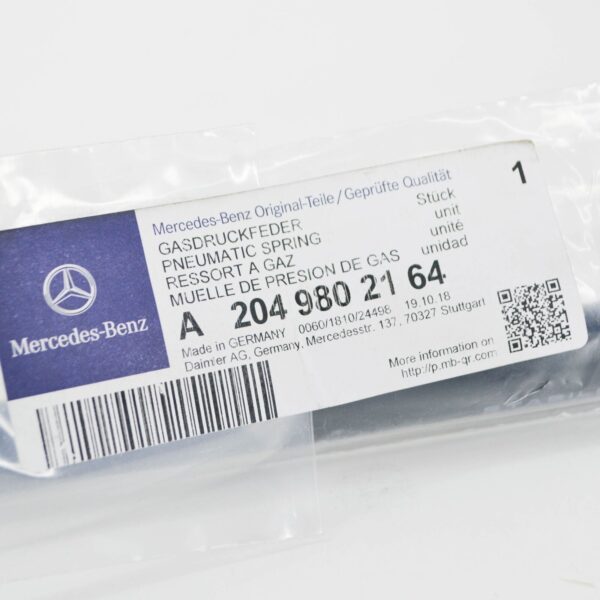 Mercedes-Benz Original-Teile / Geprüfte Qualität
1
GASDRUCKFEDER Stück
PNEUMATIC SPRING unit
RESSORT A GAZ unité
MUELLE DE PRESION DE GAS unidad
A 204 980 21 64
Made in GERMANY 0060/1810/24498 19.10.18
Daimler AG, Germany, Mercedesstr. 137, 70327 Stuttgart
More information on
http://p.mb-qr.com
Mercedes-Benz